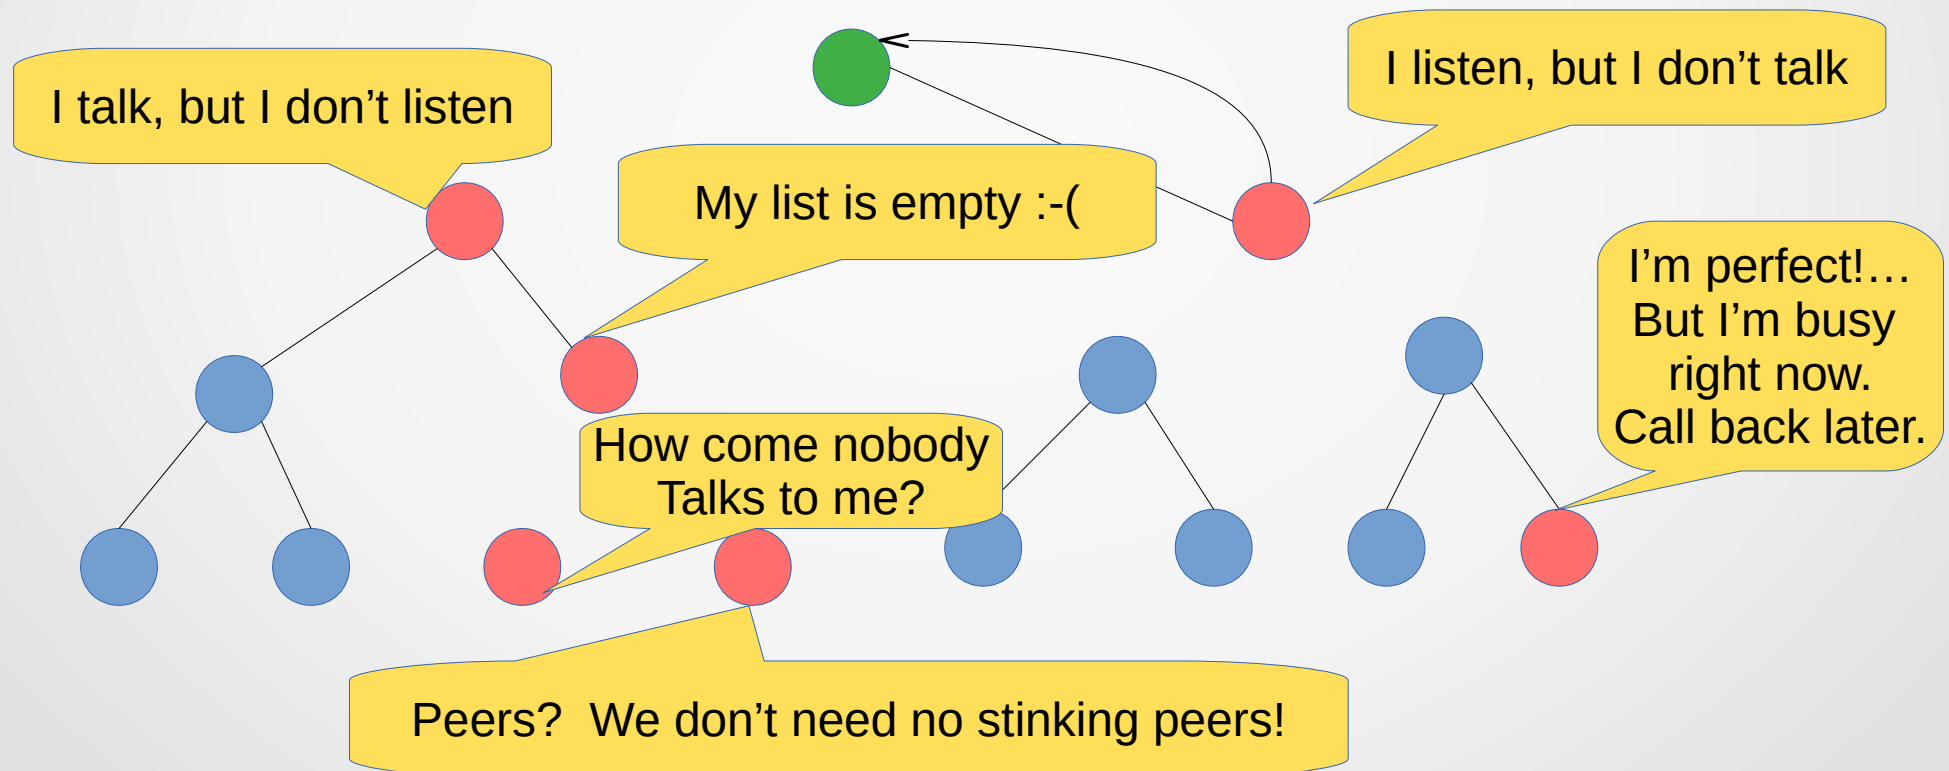 I talk, but I don’t listen
I listen, but I don’t talk
My list is empty :-(
I’m perfect!…
But I’m busy
right now.
Call back later.
How come nobody
Talks to me?
Peers?  We don’t need no stinking peers!